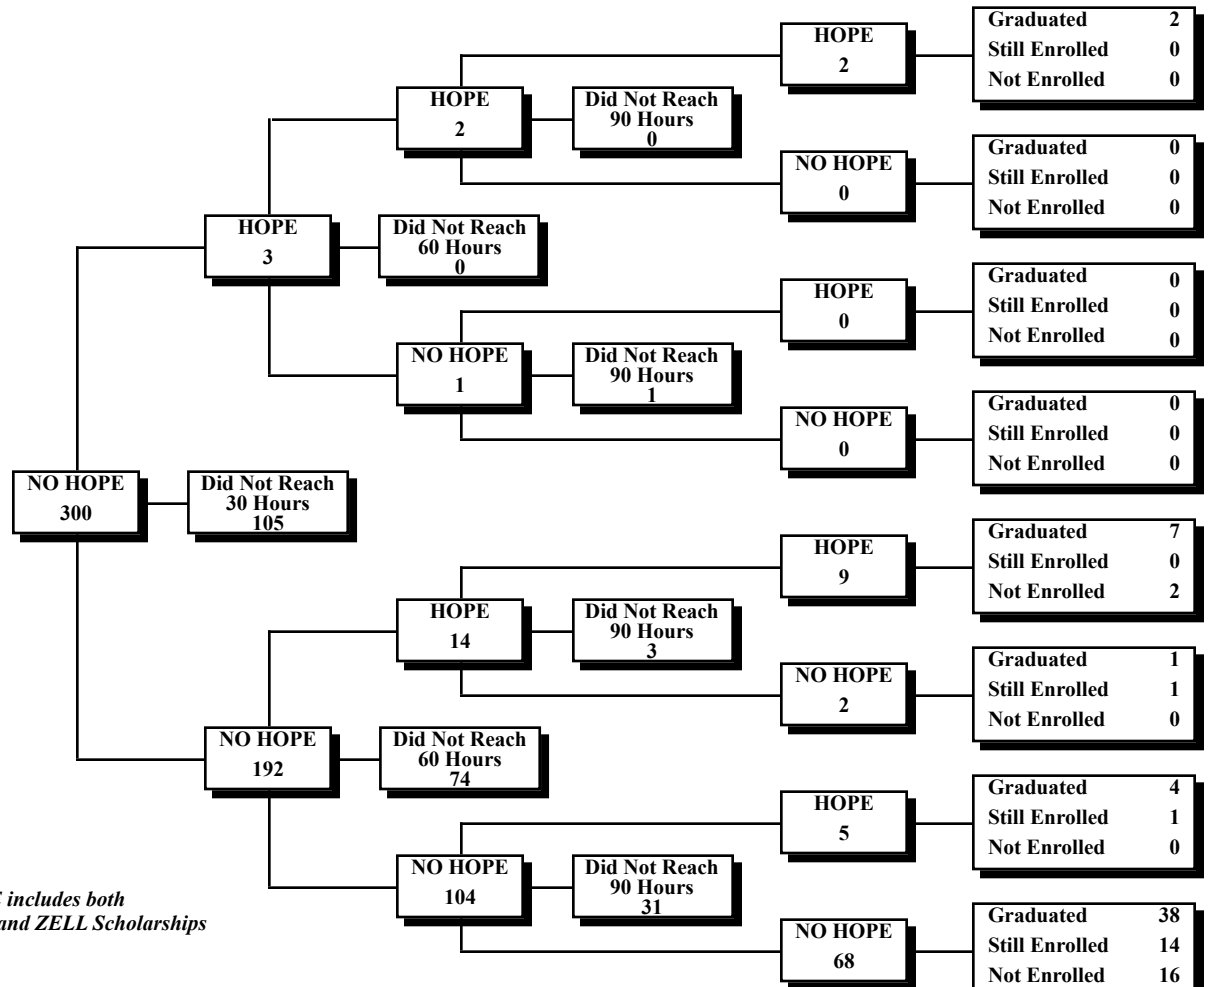 HOPE
2
Graduated 2
Still Enrolled 0
Not Enrolled 0
HOPE
2
Did Not Reach
90 Hours
0
NO HOPE
0
Graduated 0
Still Enrolled 0
Not Enrolled 0
HOPE
3
Did Not Reach
60 Hours
0
HOPE
0
Graduated 0
Still Enrolled 0
Not Enrolled 0
NO HOPE
1
Did Not Reach
90 Hours
1
NO HOPE
0
Graduated 0
Still Enrolled 0
Not Enrolled 0
NO HOPE
300
Did Not Reach
30 Hours
105
HOPE
9
Graduated 7
Still Enrolled 0
Not Enrolled 2
HOPE
14
Did Not Reach
90 Hours
3
NO HOPE
2
Graduated 1
Still Enrolled 1
Not Enrolled 0
NO HOPE
192
Did Not Reach
60 Hours
74
HOPE
5
Graduated 4
Still Enrolled 1
Not Enrolled 0
NO HOPE
104
Did Not Reach
90 Hours
31
NO HOPE
68
Graduated 38
Still Enrolled 14
Not Enrolled 16
includes both
and ZELL Scholarships